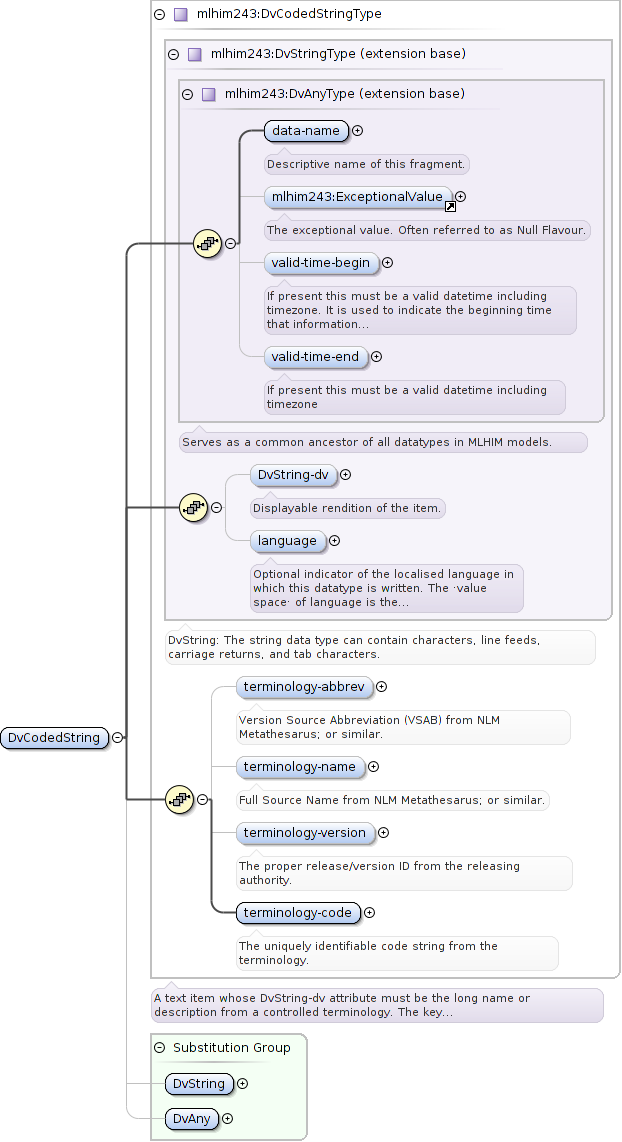 mlhim243:DvCodedStringType
mlhim243:DvStringType (extension base)
mlhim243:DvAnyType (extension base)
data-name
Descriptive name of this fragment.
mlhim243:ExceptionalValue
The exceptional value. Often referred to as Null Flavour.
valid-time-begin
If present this must be a valid datetime including
timezone. It is used to indicate the beginning time
that information...
valid-time-end
If present this must be a valid datetime including
timezone
Serves as a common ancestor of all datatypes in MLHIM models.
DvString-dv
Displayable rendition of the item.
language
Optional indicator of the localised language in
which this datatype is written. The ·value
space· of language is the...
DvString: The string data type can contain characters, line feeds,
carriage returns, and tab characters.
terminology-abbrev
Version Source Abbreviation (VSAB) from NLM
Metathesarus; or similar.
DvCodedString
terminology-name
Full Source Name from NLM Metathesarus; or similar.
terminology-version
The proper release/version ID from the releasing
authority.
terminology-code
The uniquely identifiable code string from the
terminology.
A text item whose DvString-dv attribute must be the long name or
description from a controlled terminology. The key...
Substitution Group
DvString
DvAny